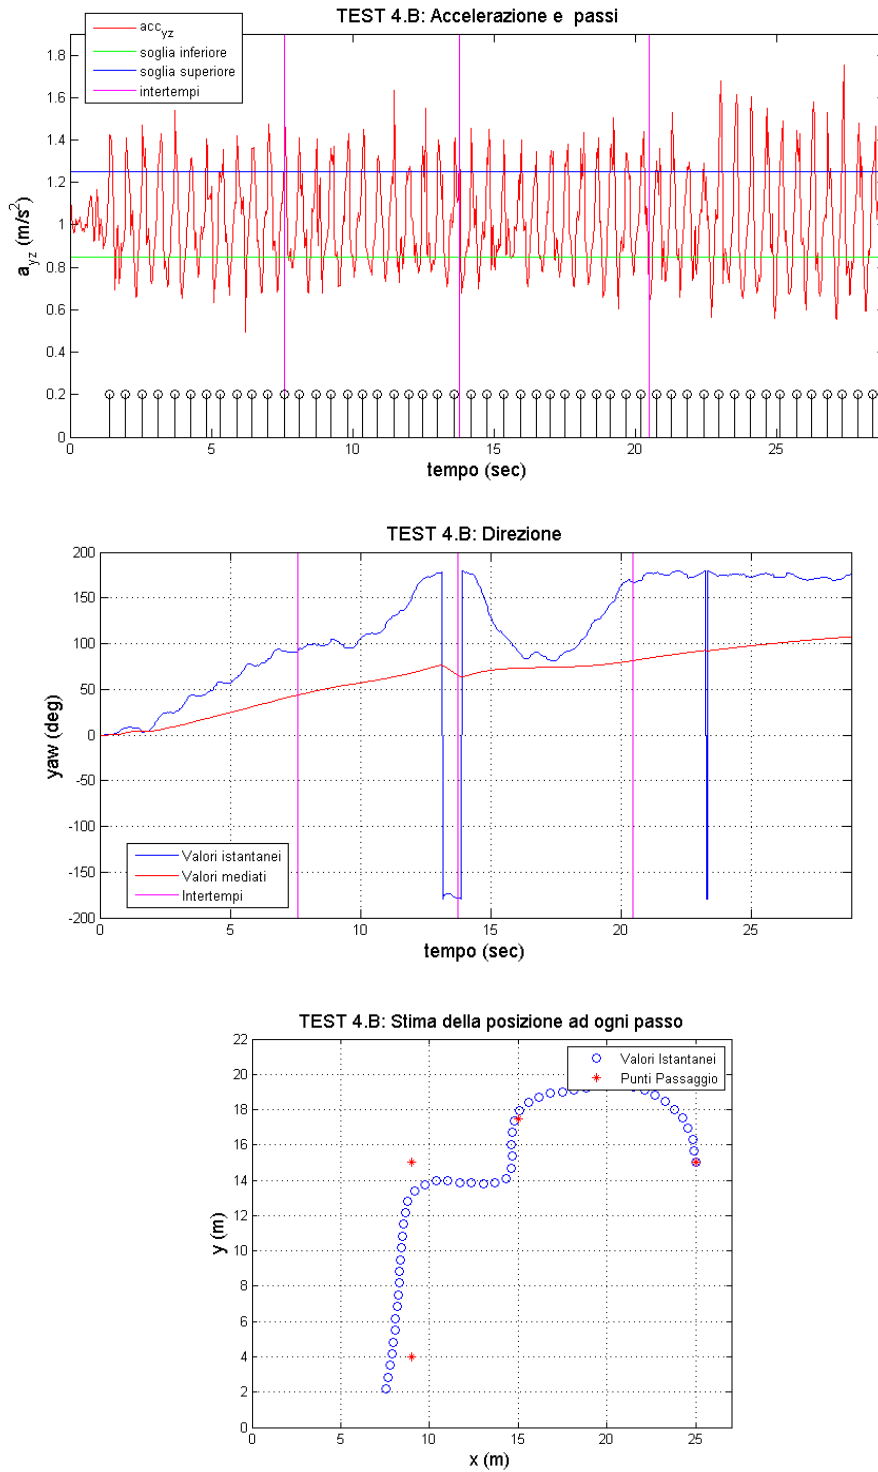 TEST 4.B: Accelerazione e  passi
acc_yz
soglia inferiore
soglia superiore
intertempi
1.8
1.6
1.4
1.2
1
0.8
0.6
0.4
0.2
0
a_yz (m/s²)
0 5 10 15 20 25
tempo (sec)
TEST 4.B: Direzione
200
150
100
50
0
-50
-100
-150
-200
yaw (deg)
Valori istantanei
Valori mediati
Intertempi
0 5 10 15 20 25
tempo (sec)
TEST 4.B: Stima della posizione ad ogni passo
Valori Istantanei
Punti Passaggio
22
20
18
16
14
12
10
8
6
4
2
0
y (m)
0 5 10 15 20 25
x (m)